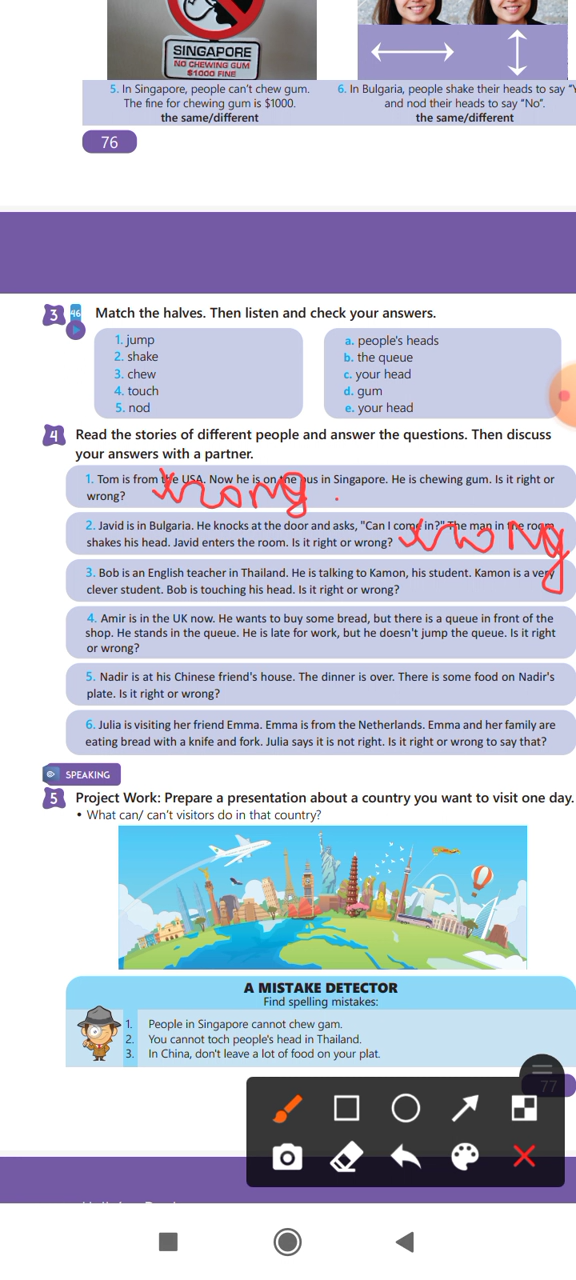 SINGAPORE
NO CHEWING GUM
$1000 FINE
5. In Singapore, people can't chew gum.
The fine for chewing gum is $1000.
the same/different
6. In Bulgaria, people shake their heads to say
and nod their heads to say "No".
the same/different
76
3 46 Match the halves. Then listen and check your answers.
1. jump
2. shake
3. chew
4. touch
5. nod
a. people's heads
b. the queue
c. your head
d. gum
e. your head
4 Read the stories of different people and answer the questions. Then discuss
your answers with a partner.
1. Tom is from the USA. Now he is on the bus in Singapore. He is chewing gum. Is it right or
wrong?
wrong.
2. Javid is in Bulgaria. He knocks at the door and asks, "Can I come in?" The man in the room
shakes his head. Javid enters the room. Is it right or wrong?
wrong
3. Bob is an English teacher in Thailand. He is talking to Kamon, his student. Kamon is a very
clever student. Bob is touching his head. Is it right or wrong?
4. Amir is in the UK now. He wants to buy some bread, but there is a queue in front of the
shop. He stands in the queue. He is late for work, but he doesn't jump the queue. Is it right
or wrong?
5. Nadir is at his Chinese friend's house. The dinner is over. There is some food on Nadir's
plate. Is it right or wrong?
6. Julia is visiting her friend Emma. Emma is from the Netherlands. Emma and her family are
eating bread with a knife and fork. Julia says it is not right. Is it right or wrong to say that?
SPEAKING
5 Project Work: Prepare a presentation about a country you want to visit one day.
• What can/ can't visitors do in that country?
A MISTAKE DETECTOR
Find spelling mistakes:
1. People in Singapore cannot chew gam.
2. You cannot toch people's head in Thailand.
3. In China, don't leave a lot of food on your plat.
77